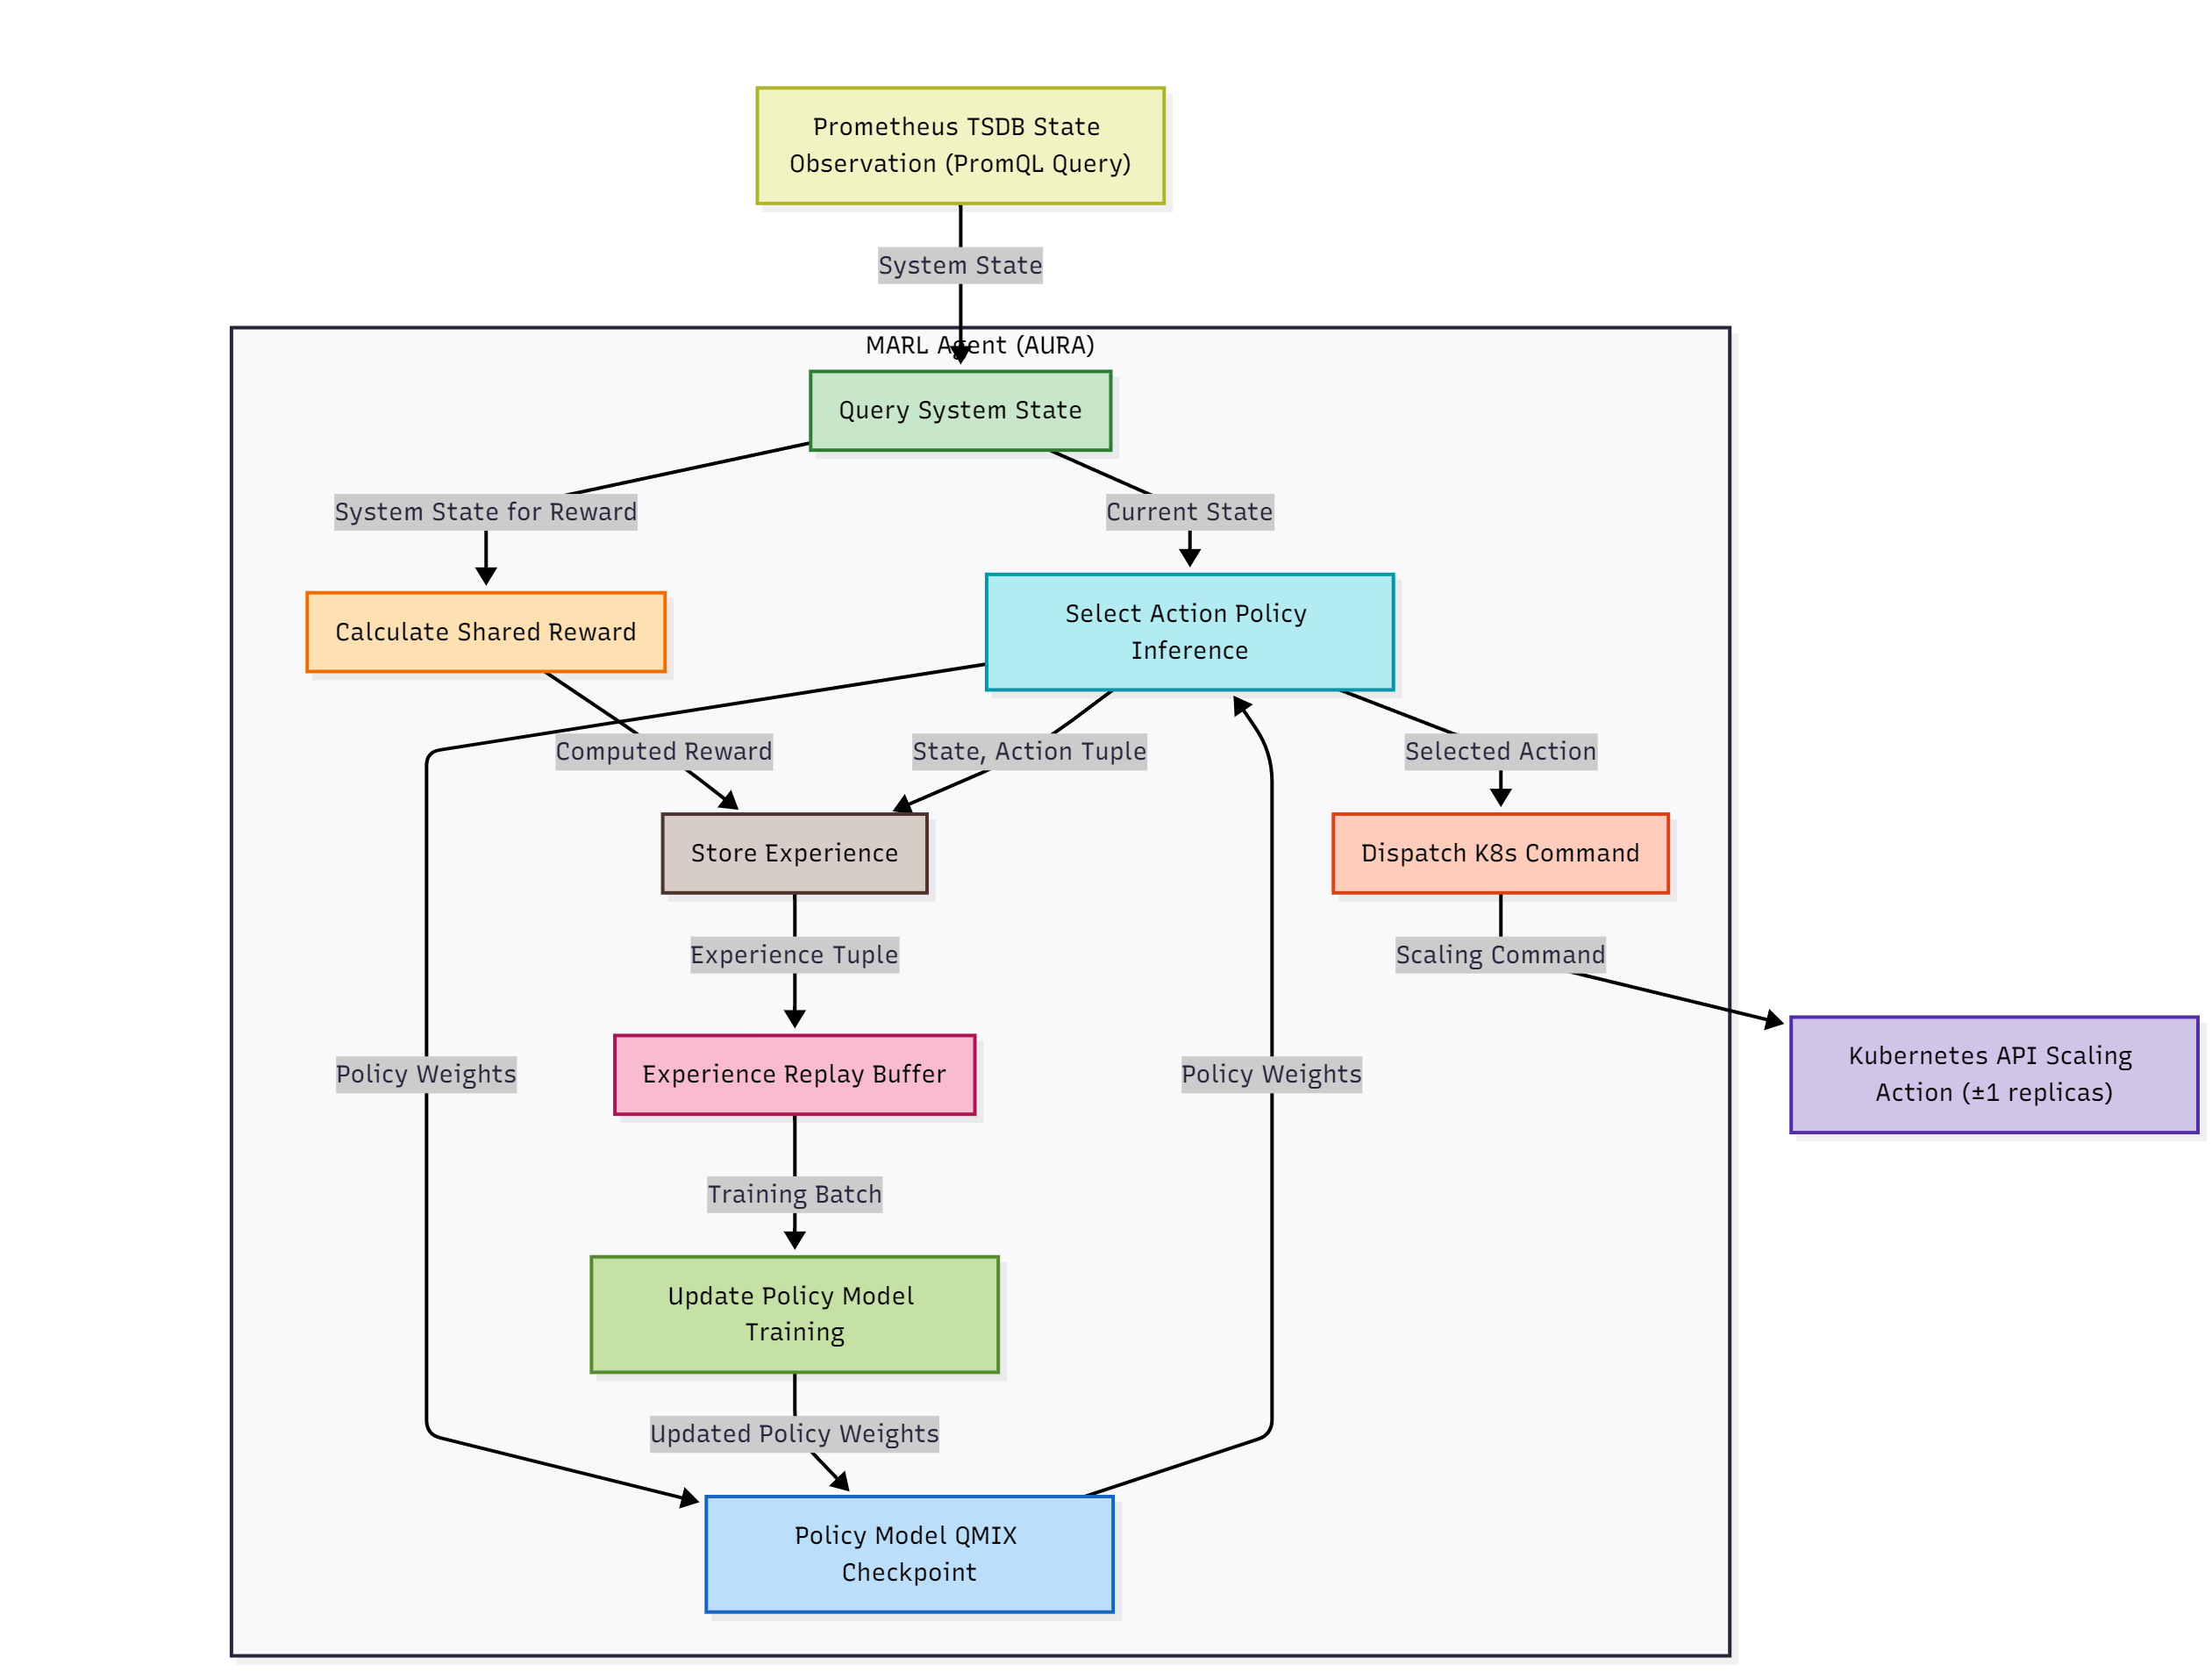 Prometheus TSDB State
Observation (PromQL Query)
System State
MARL Agent (AURA)
Query System State
System State for Reward
Current State
Calculate Shared Reward
Select Action Policy
Inference
Computed Reward
State, Action Tuple
Selected Action
Store Experience
Dispatch K8s Command
Experience Tuple
Scaling Command
Policy Weights
Experience Replay Buffer
Policy Weights
Kubernetes API Scaling
Action (±1 replicas)
Training Batch
Update Policy Model
Training
Updated Policy Weights
Policy Model QMIX
Checkpoint